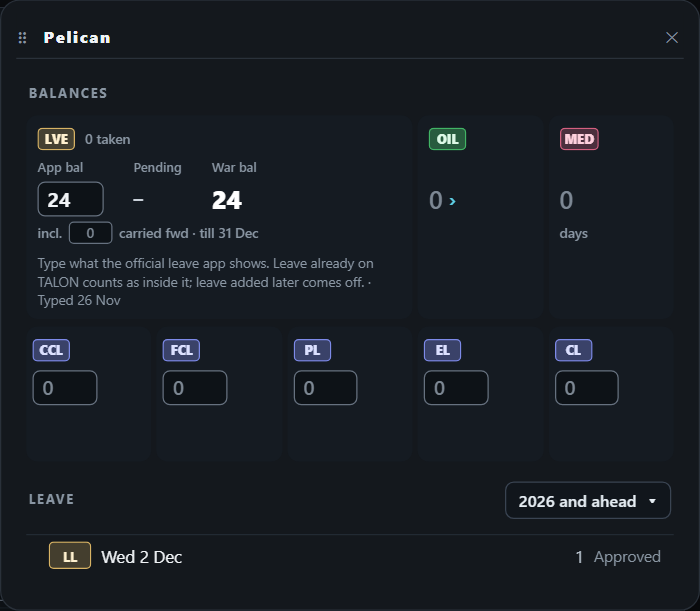 Pelican
BALANCES
LVE 0 taken
App bal Pending War bal
24 – 24
incl. 0 carried fwd · till 31 Dec
Type what the official leave app shows. Leave already on
TALON counts as inside it; leave added later comes off. ·
Typed 26 Nov
OIL
0 ›
MED
0
days
CCL FCL PL EL CL
0 0 0 0 0
LEAVE 2026 and ahead
LL Wed 2 Dec 1 Approved